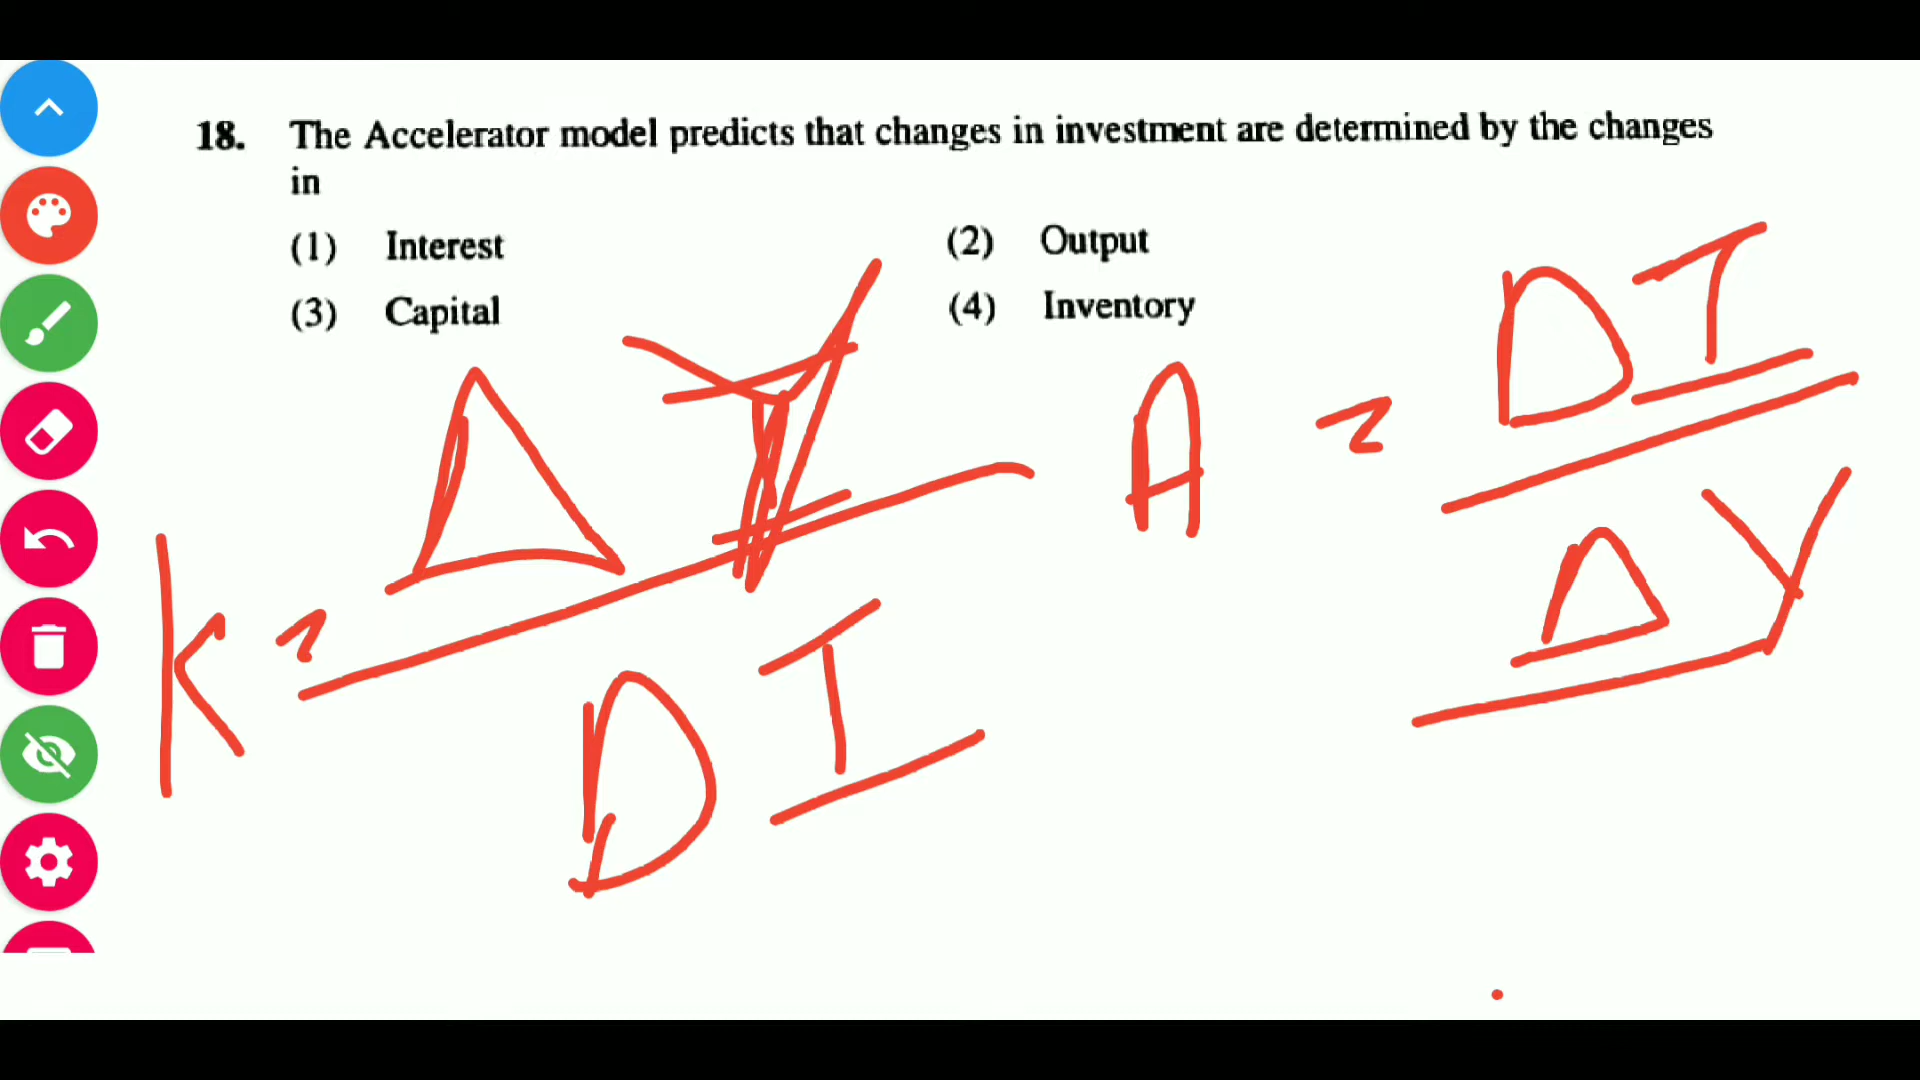 18. The Accelerator model predicts that changes in investment are determined by the changes
in
(1) Interest (2) Output
(3) Capital (4) Inventory
K = ΔY / DI
A = DI / ΔY